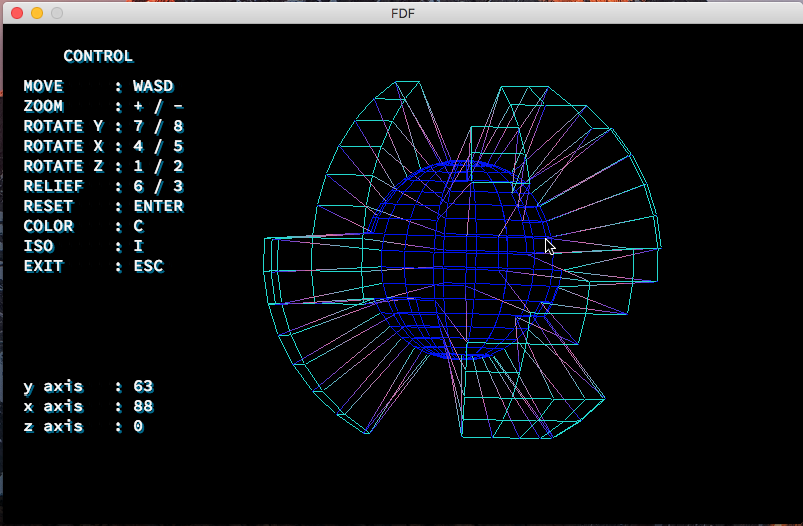 FDF
CONTROL
MOVE : WASD
ZOOM : + / -
ROTATE Y : 7 / 8
ROTATE X : 4 / 5
ROTATE Z : 1 / 2
RELIEF : 6 / 3
RESET : ENTER
COLOR : C
ISO : I
EXIT : ESC
y axis : 63
x axis : 88
z axis : 0